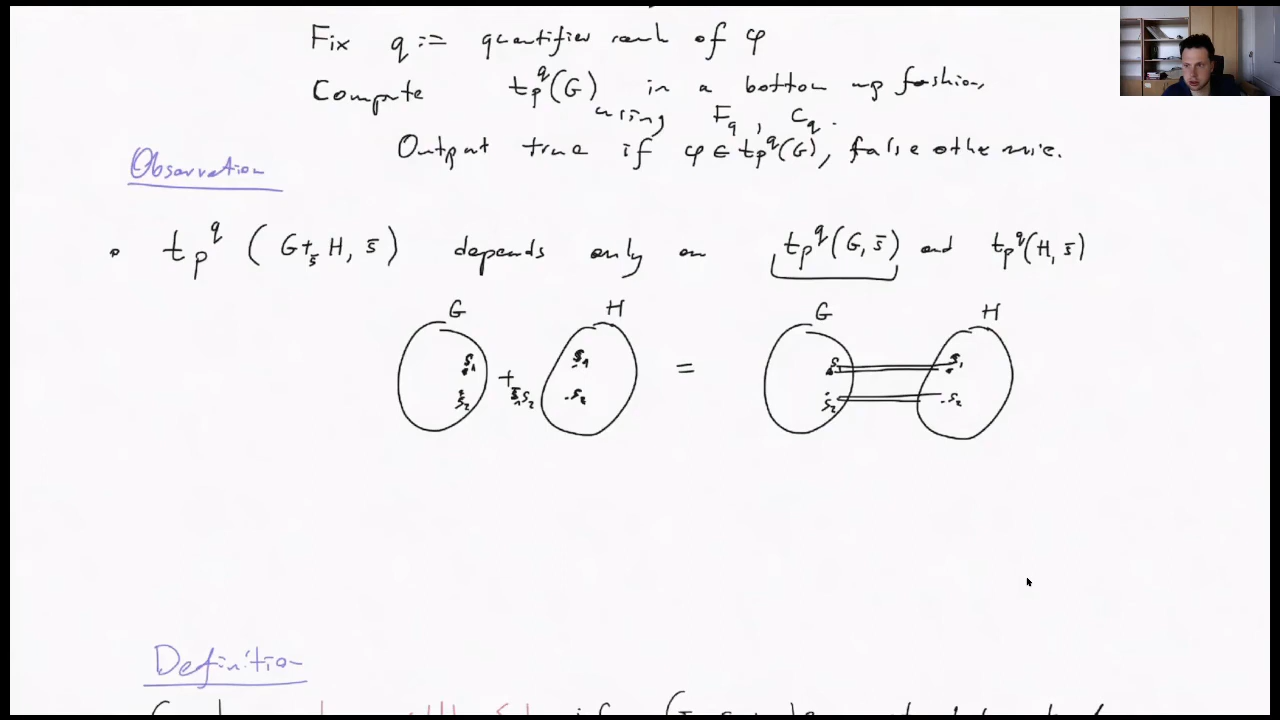 Fix q := quantifier rank of φ
Compute tp^q(G) in a bottom up fashion,
using F_q, C_q.
Output true if φ ∈ tp^q(G), false otherwise.
Observation
• tp^q (G +_s̄ H, s̄) depends only on tp^q(G, s̄) and tp^q(H, s̄)
G H G H
s₁ s₁ s₁ s₁
+ =
s₂ s₁s₂ s₂ s₂ s₂
Definition